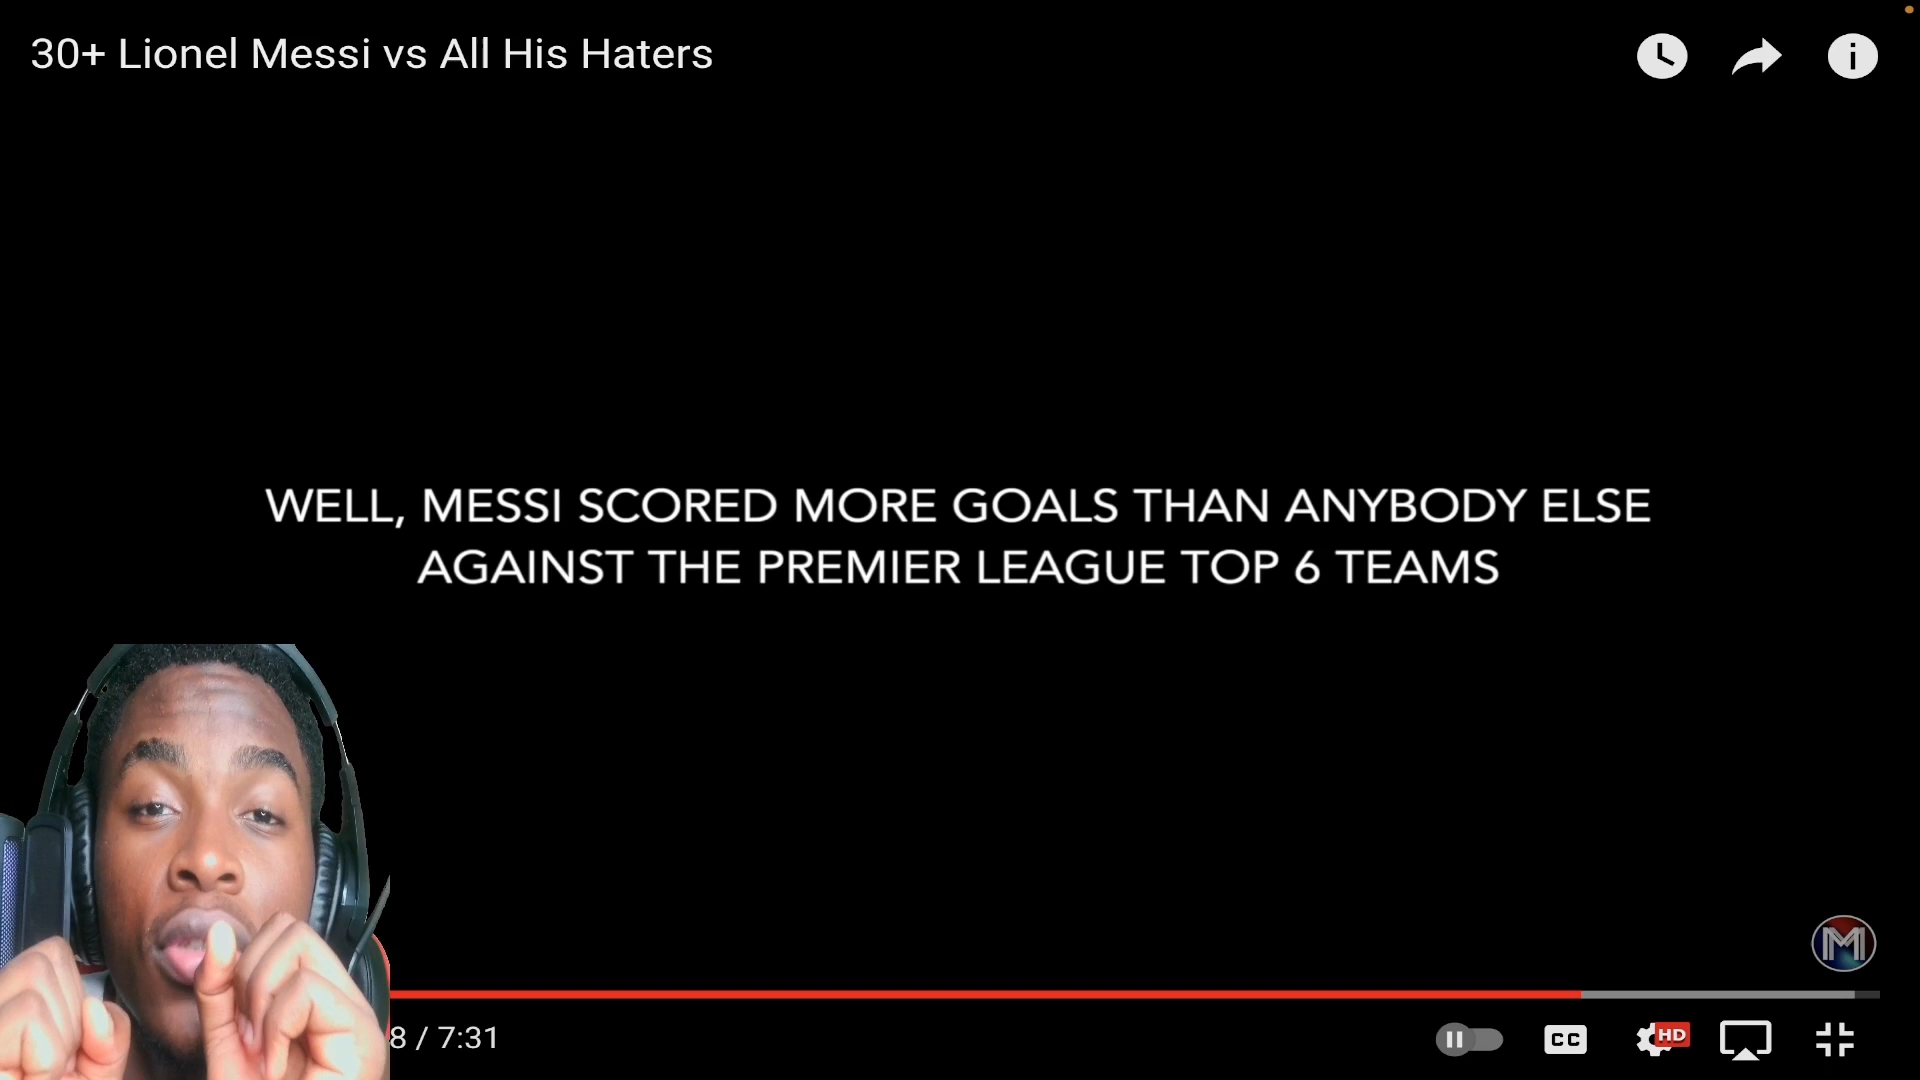 30+ Lionel Messi vs All His Haters
WELL, MESSI SCORED MORE GOALS THAN ANYBODY ELSE
AGAINST THE PREMIER LEAGUE TOP 6 TEAMS
M
8 / 7:31
CC
HD